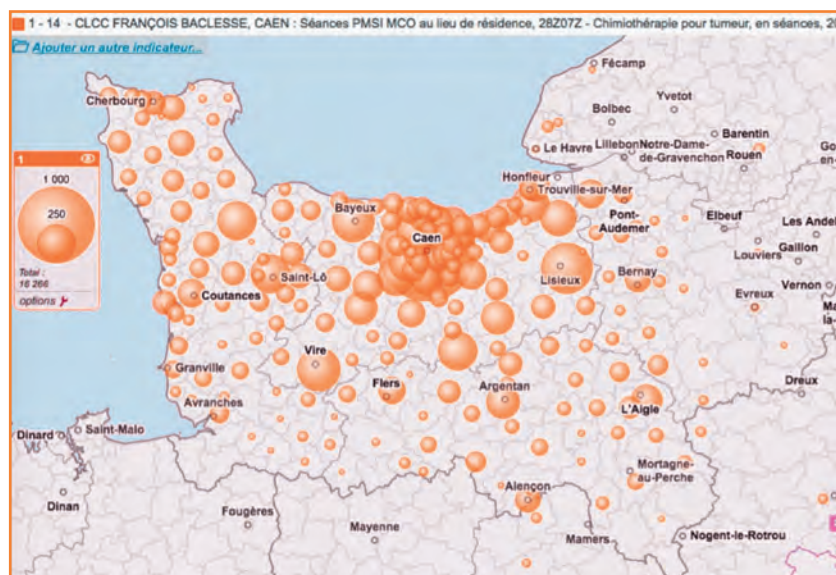 1 - 14 - CLCC FRANÇOIS BACLESSE, CAEN : Séances PMSI MCO au lieu de résidence, 28Z07Z - Chimiothérapie pour tumeur, en séances, 20
Ajouter un autre indicateur...
Fécamp
Cherbourg
Yvetot
Bolbec
Barentin
Le Havre
Lillebon
Notre-Dame-
de-Gravenchon
Rouen
1
1 000
250
Total :
16 266
options
Honfleur
Trouville-sur-Mer
Bayeux
Pont-
Audemer
Elbeuf
Les Andel
Caen
Louviers
Gaillon
Saint-Lô
Lisieux
Bernay
Vernon
Coutances
Evreux
Vire
Granville
Flers
Argentan
Dreux
Avranches
L'Aigle
Dinard
Saint-Malo
Mortagne-
au-Perche
Alençon
Dinan
Fougères
Mayenne
Mamers
Nogent-le-Rotrou